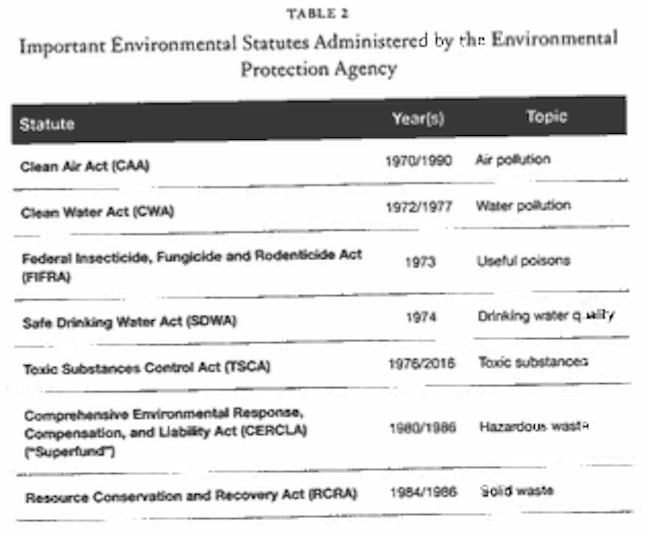 TABLE 2
Important Environmental Statutes Administered by the Environmental
Protection Agency
Statute Year(s) Topic
Clean Air Act (CAA) 1970/1990 Air pollution
Clean Water Act (CWA) 1972/1977 Water pollution
Federal Insecticide, Fungicide and Rodenticide Act
(FIFRA) 1973 Useful poisons
Safe Drinking Water Act (SDWA) 1974 Drinking water quality
Toxic Substances Control Act (TSCA) 1976/2016 Toxic substances
Comprehensive Environmental Response,
Compensation, and Liability Act (CERCLA) 1980/1986 Hazardous waste
("Superfund")
Resource Conservation and Recovery Act (RCRA) 1984/1986 Solid waste